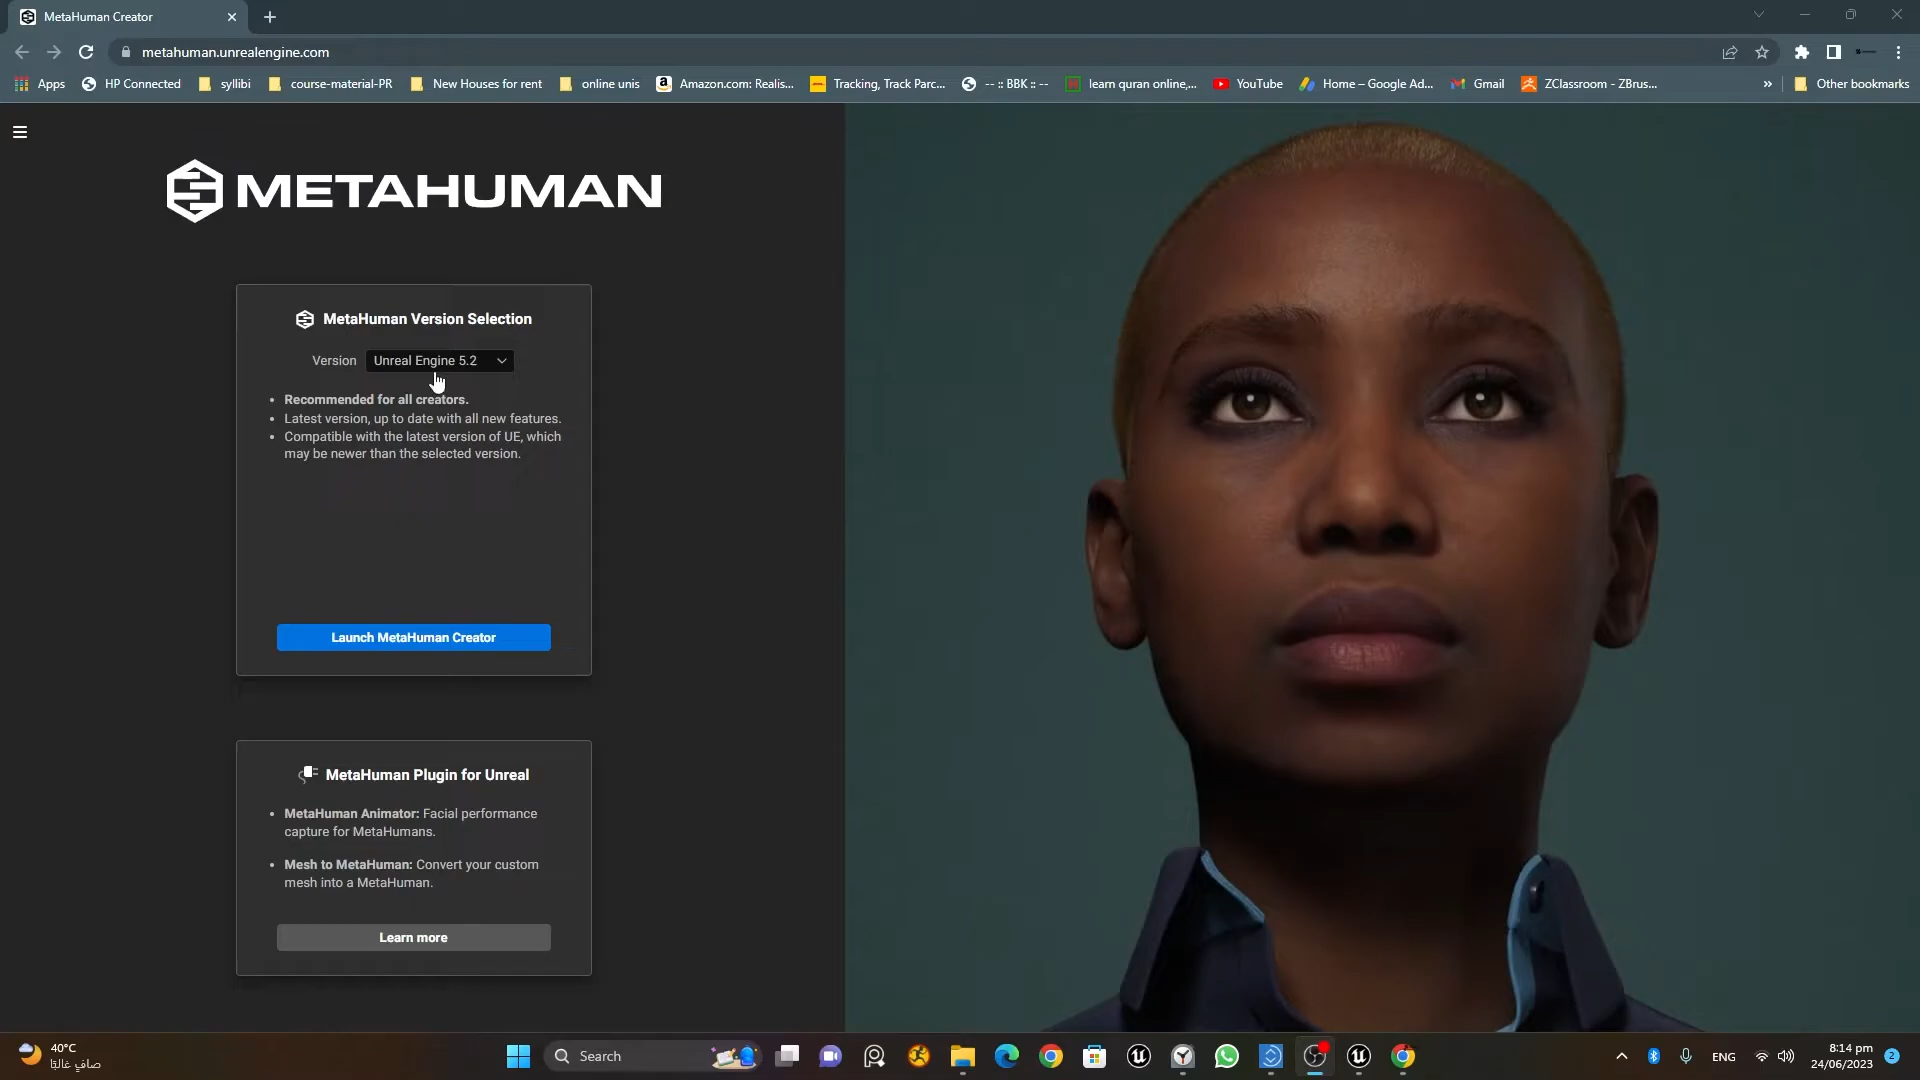 MetaHuman Creator
metahuman.unrealengine.com
Apps
HP Connected
syllibi
course-material-PR
New Houses for rent
online unis
Amazon.com: Realis...
Tracking, Track Parc...
-- :: BBK :: --
learn quran online,...
YouTube
Home – Google Ad...
Gmail
ZClassroom - ZBrus...
»
Other bookmarks
METAHUMAN
MetaHuman Version Selection
Version
Unreal Engine 5.2
• Recommended for all creators.
• Latest version, up to date with all new features.
• Compatible with the latest version of UE, which
may be newer than the selected version.
Launch MetaHuman Creator
MetaHuman Plugin for Unreal
• MetaHuman Animator: Facial performance
capture for MetaHumans.
• Mesh to MetaHuman: Convert your custom
mesh into a MetaHuman.
Learn more
40°C
صافٍ غالبًا
Search
ENG
8:14 pm
24/06/2023
2